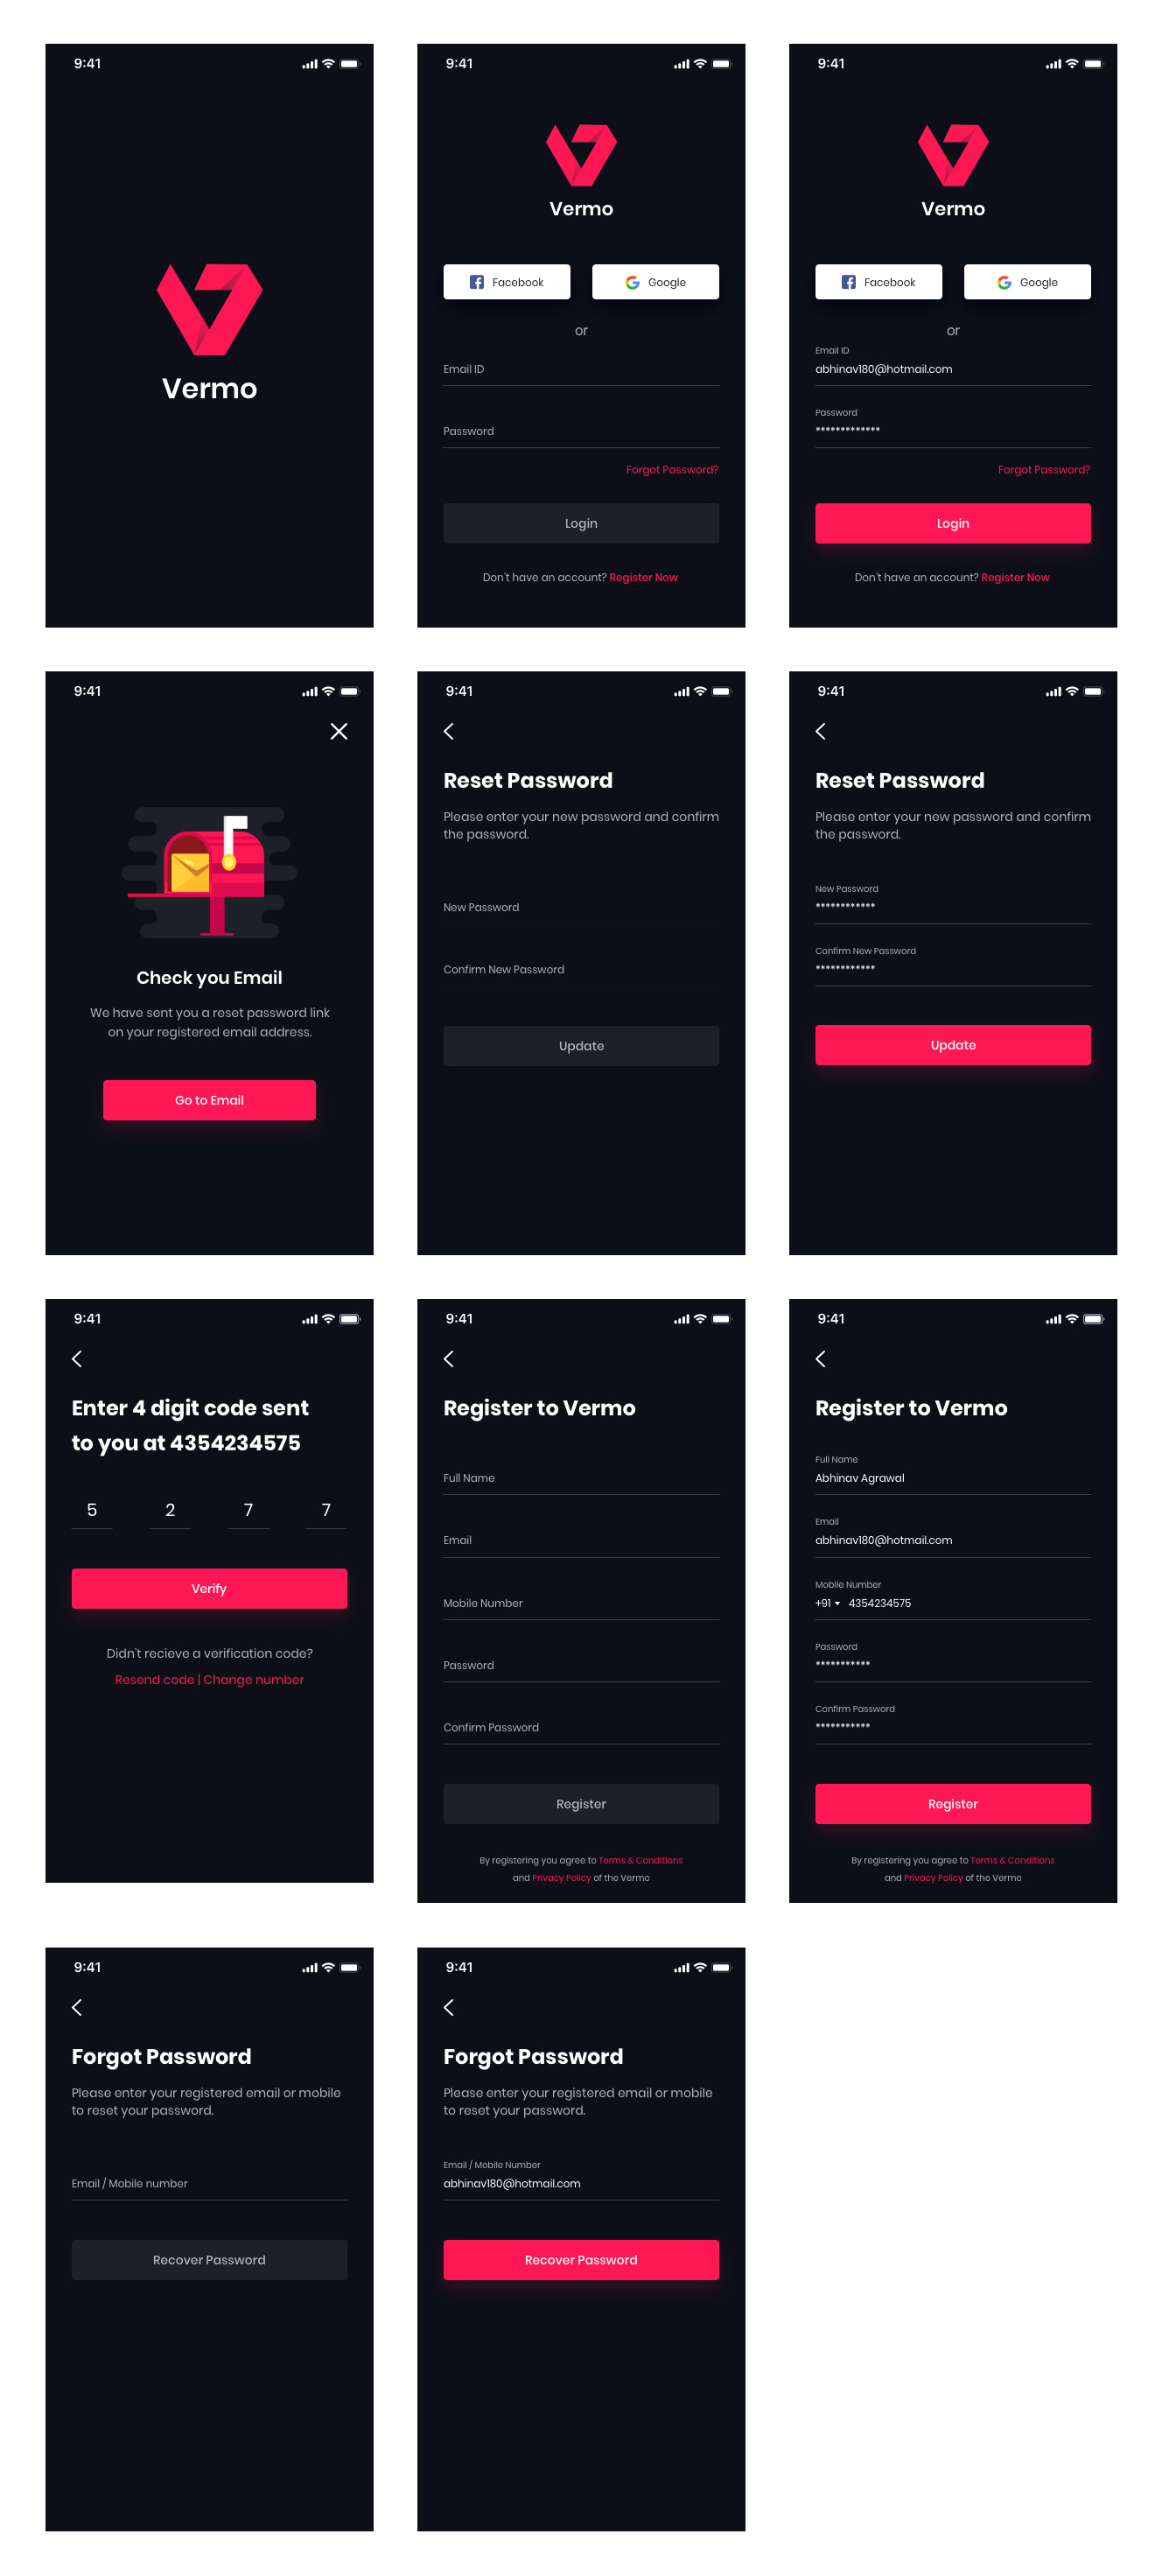 9:41
Vermo
9:41
Vermo
Facebook
Google
or
Email ID
Password
Forgot Password?
Login
Don't have an account? Register Now
9:41
Vermo
Facebook
Google
or
Email ID
abhinav180@hotmail.com
Password
*************
Forgot Password?
Login
Don't have an account? Register Now
9:41
Check you Email
We have sent you a reset password link
on your registered email address.
Go to Email
9:41
Reset Password
Please enter your new password and confirm
the password.
New Password
Confirm New Password
Update
9:41
Reset Password
Please enter your new password and confirm
the password.
New Password
************
Confirm New Password
************
Update
9:41
Enter 4 digit code sent
to you at 4354234575
5 2 7 7
Verify
Didn't recieve a verification code?
Resend code | Change number
9:41
Register to Vermo
Full Name
Email
Mobile Number
Password
Confirm Password
Register
By registering you agree to Terms & Conditions
and Privacy Policy of the Vermo
9:41
Register to Vermo
Full Name
Abhinav Agrawal
Email
abhinav180@hotmail.com
Mobile Number
+91 4354234575
Password
***********
Confirm Password
***********
Register
By registering you agree to Terms & Conditions
and Privacy Policy of the Vermo
9:41
Forgot Password
Please enter your registered email or mobile
to reset your password.
Email / Mobile number
Recover Password
9:41
Forgot Password
Please enter your registered email or mobile
to reset your password.
Email / Mobile Number
abhinav180@hotmail.com
Recover Password